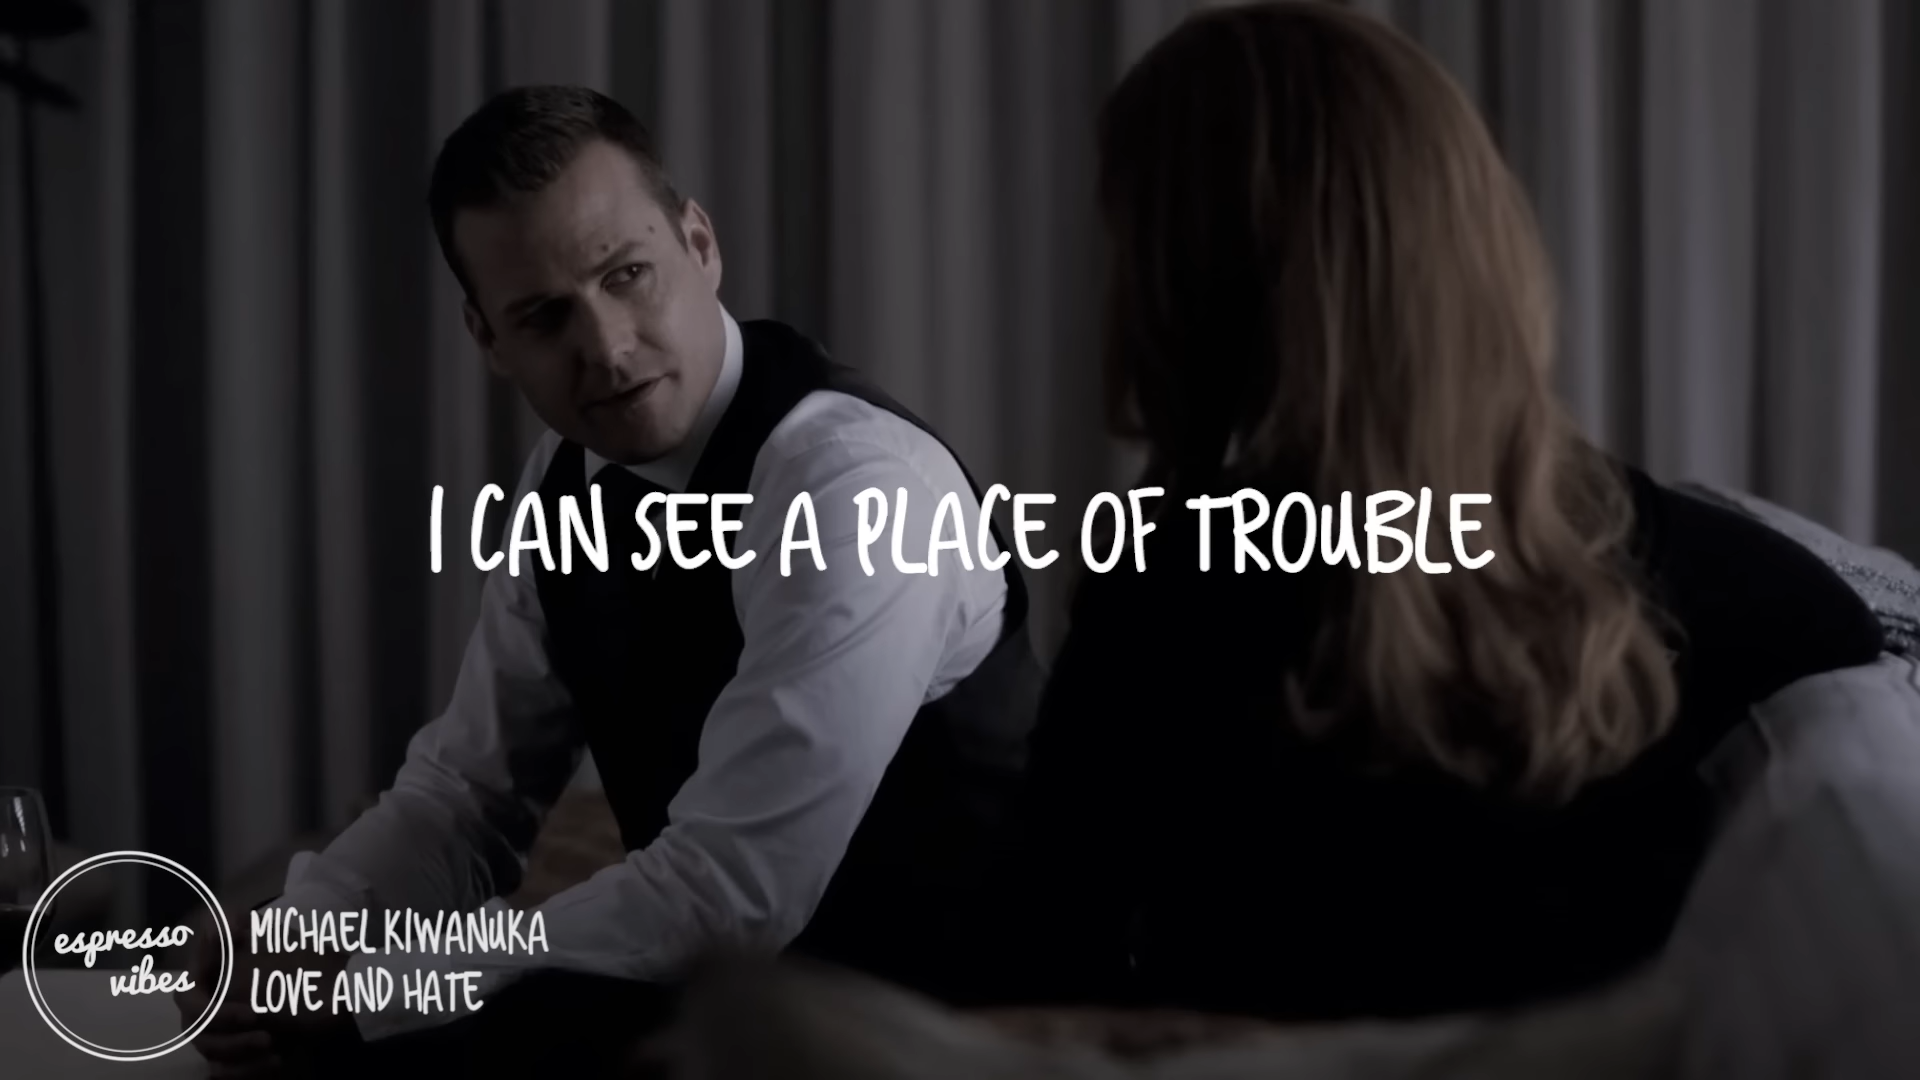 I CAN SEE A PLACE OF TROUBLE
espresso
vibes
MICHAEL KIWANUKA
LOVE AND HATE